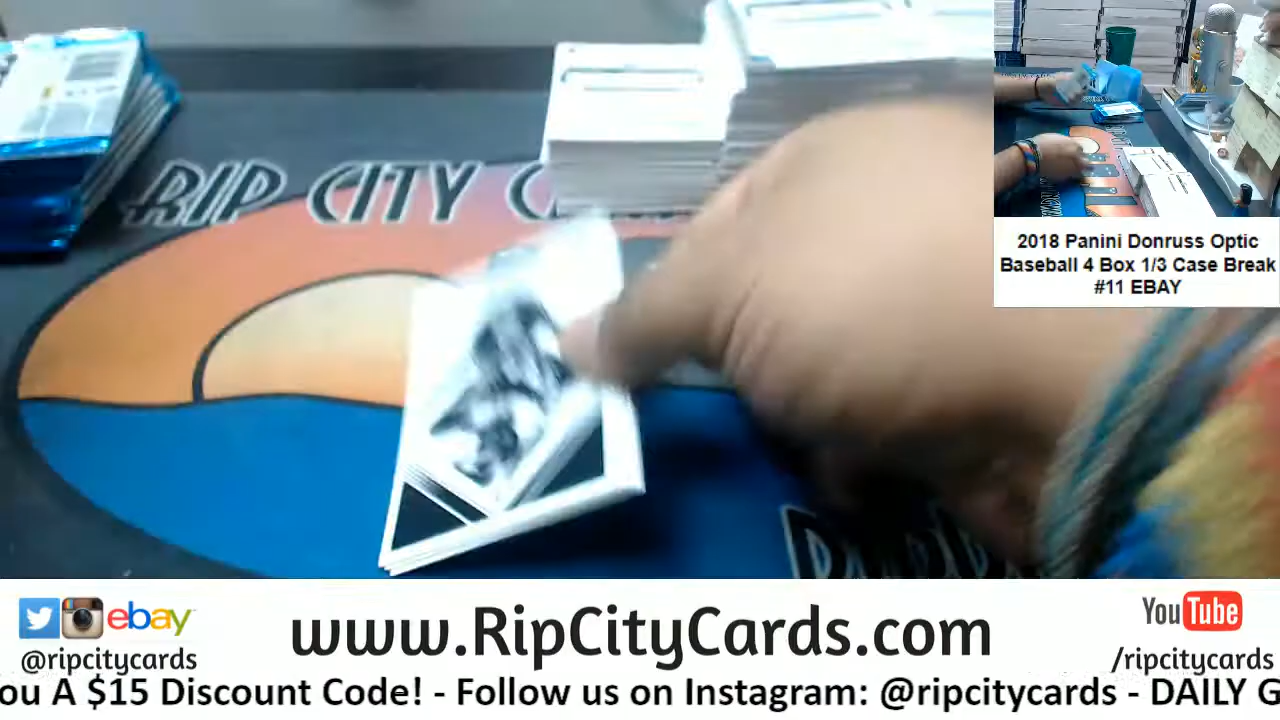 RIP CITY C
2018 Panini Donruss Optic
Baseball 4 Box 1/3 Case Break
#11 EBAY
ebay
@ripcitycards
www.RipCityCards.com
YouTube
/ripcitycards
ou A $15 Discount Code! - Follow us on Instagram: @ripcitycards - DAILY G